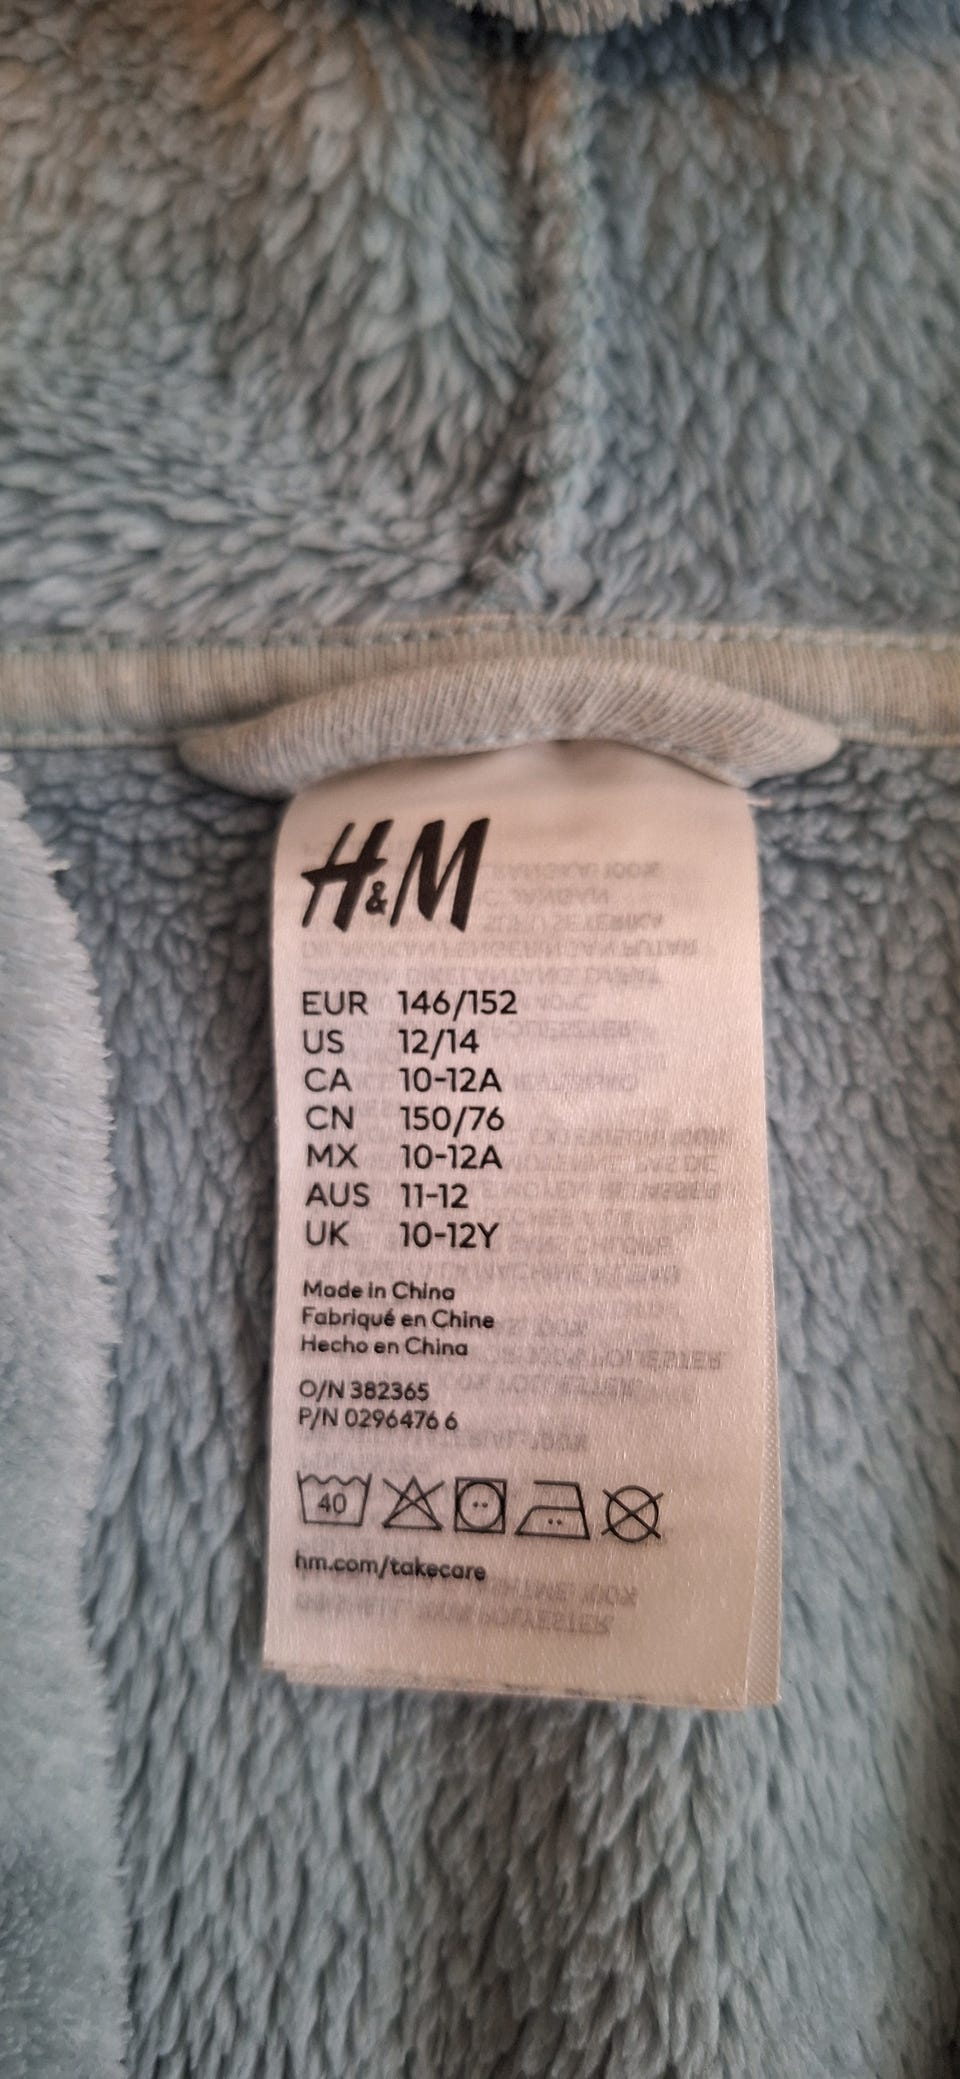 H&M
EUR 146/152
US 12/14
CA 10-12A
CN 150/76
MX 10-12A
AUS 11-12
UK 10-12Y
Made in China
Fabriqué en Chine
Hecho en China
O/N 382365
P/N 0296476 6
40
hm.com/takecare